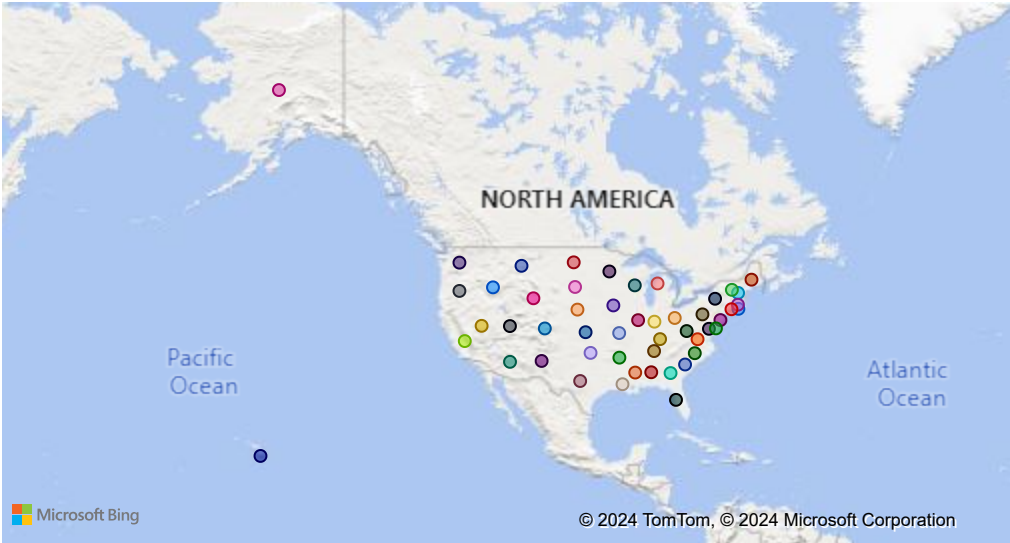 NORTH AMERICA
Pacific
Ocean
Atlantic
Ocean
Microsoft Bing
© 2024 TomTom, © 2024 Microsoft Corporation